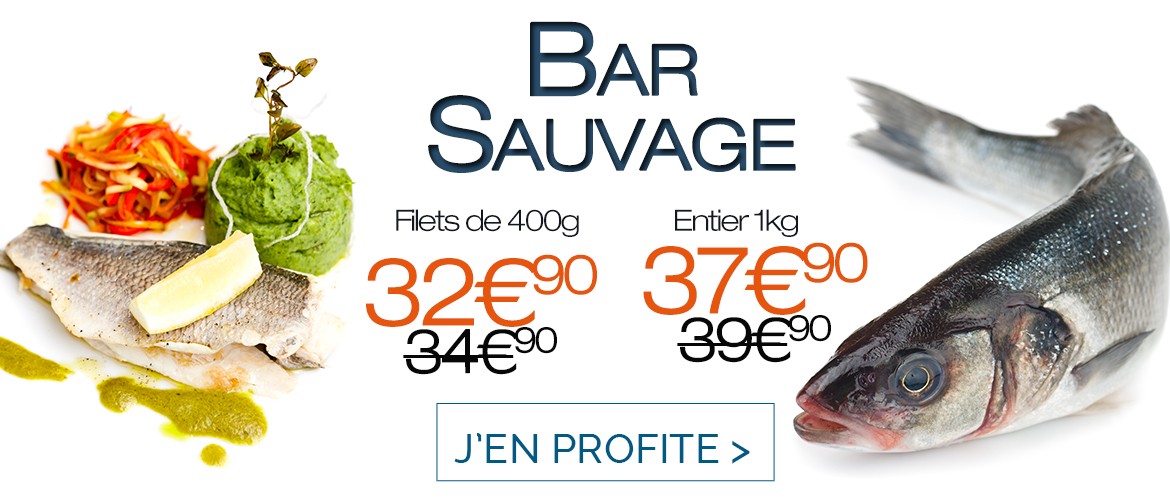 BAR
SAUVAGE
Filets de 400g
32€90
34€90
Entier 1kg
37€90
39€90
J'EN PROFITE >